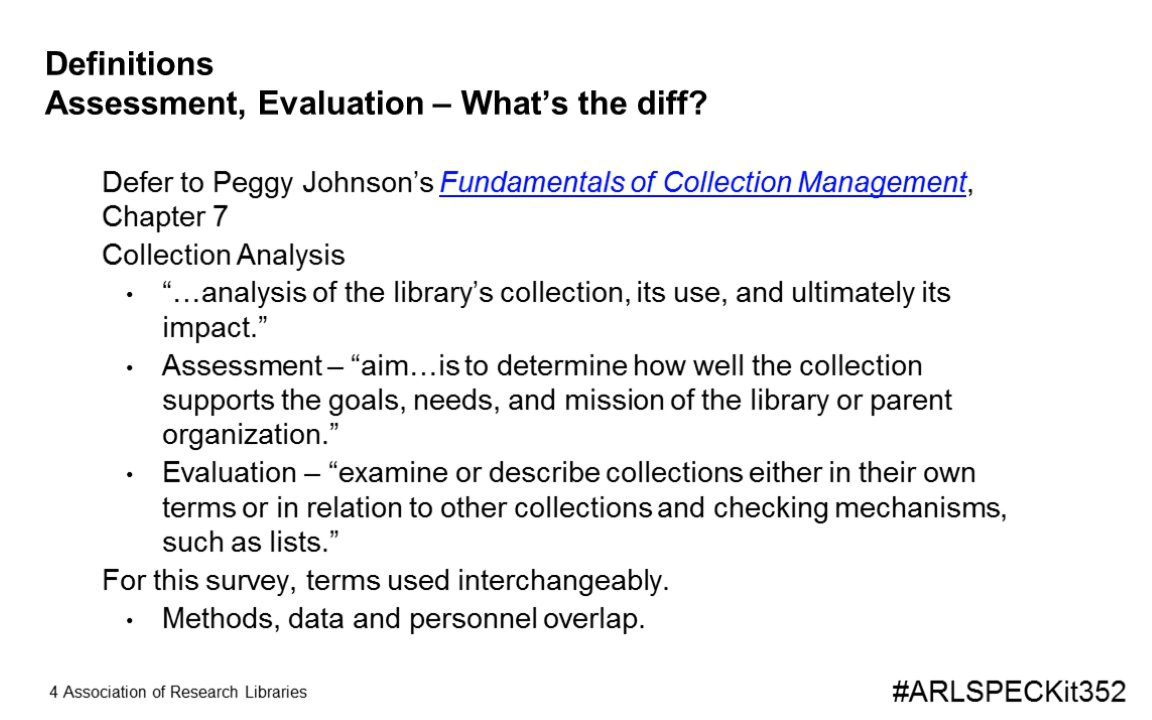 Definitions
Assessment, Evaluation – What's the diff?
Defer to Peggy Johnson's Fundamentals of Collection Management,
Chapter 7
Collection Analysis
• “…analysis of the library’s collection, its use, and ultimately its
impact.”
• Assessment – “aim…is to determine how well the collection
supports the goals, needs, and mission of the library or parent
organization.”
• Evaluation – “examine or describe collections either in their own
terms or in relation to other collections and checking mechanisms,
such as lists.”
For this survey, terms used interchangeably.
• Methods, data and personnel overlap.
4 Association of Research Libraries
#ARLSPECKit352